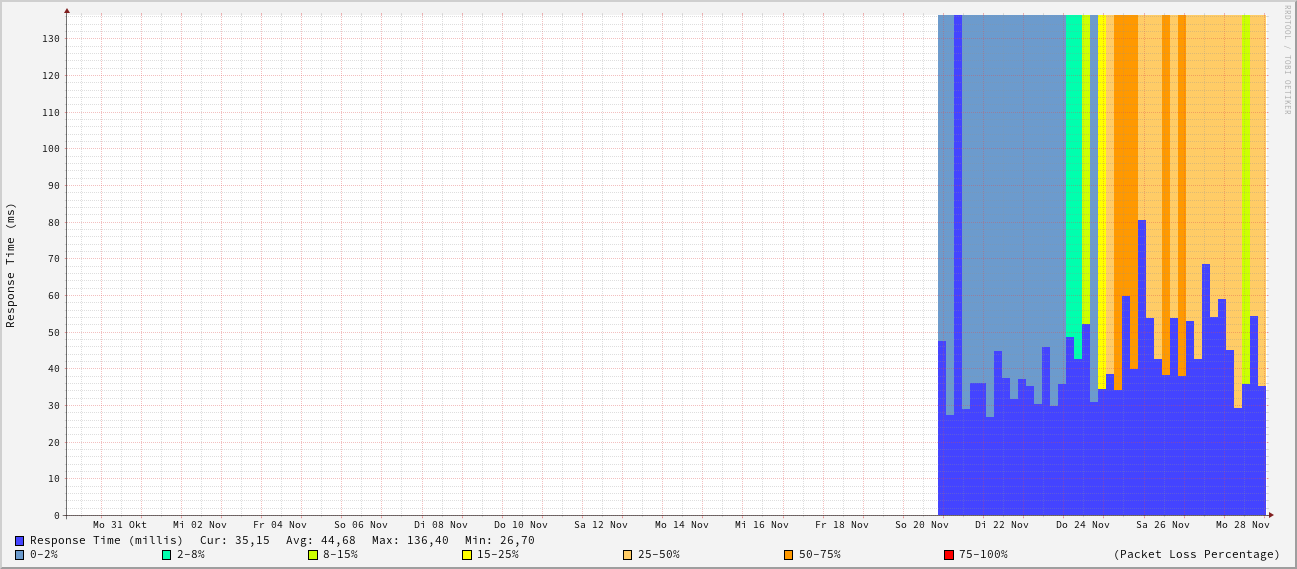 RRDTOOL / TOBI OETIKER
Response Time (ms)
130
120
110
100
90
80
70
60
50
40
30
20
10
0
Mo 31 Okt Mi 02 Nov Fr 04 Nov So 06 Nov Di 08 Nov Do 10 Nov Sa 12 Nov Mo 14 Nov Mi 16 Nov Fr 18 Nov So 20 Nov Di 22 Nov Do 24 Nov Sa 26 Nov Mo 28 Nov
Response Time (millis) Cur: 35,15 Avg: 44,68 Max: 136,40 Min: 26,70
0-2% 2-8% 8-15% 15-25% 25-50% 50-75% 75-100% (Packet Loss Percentage)